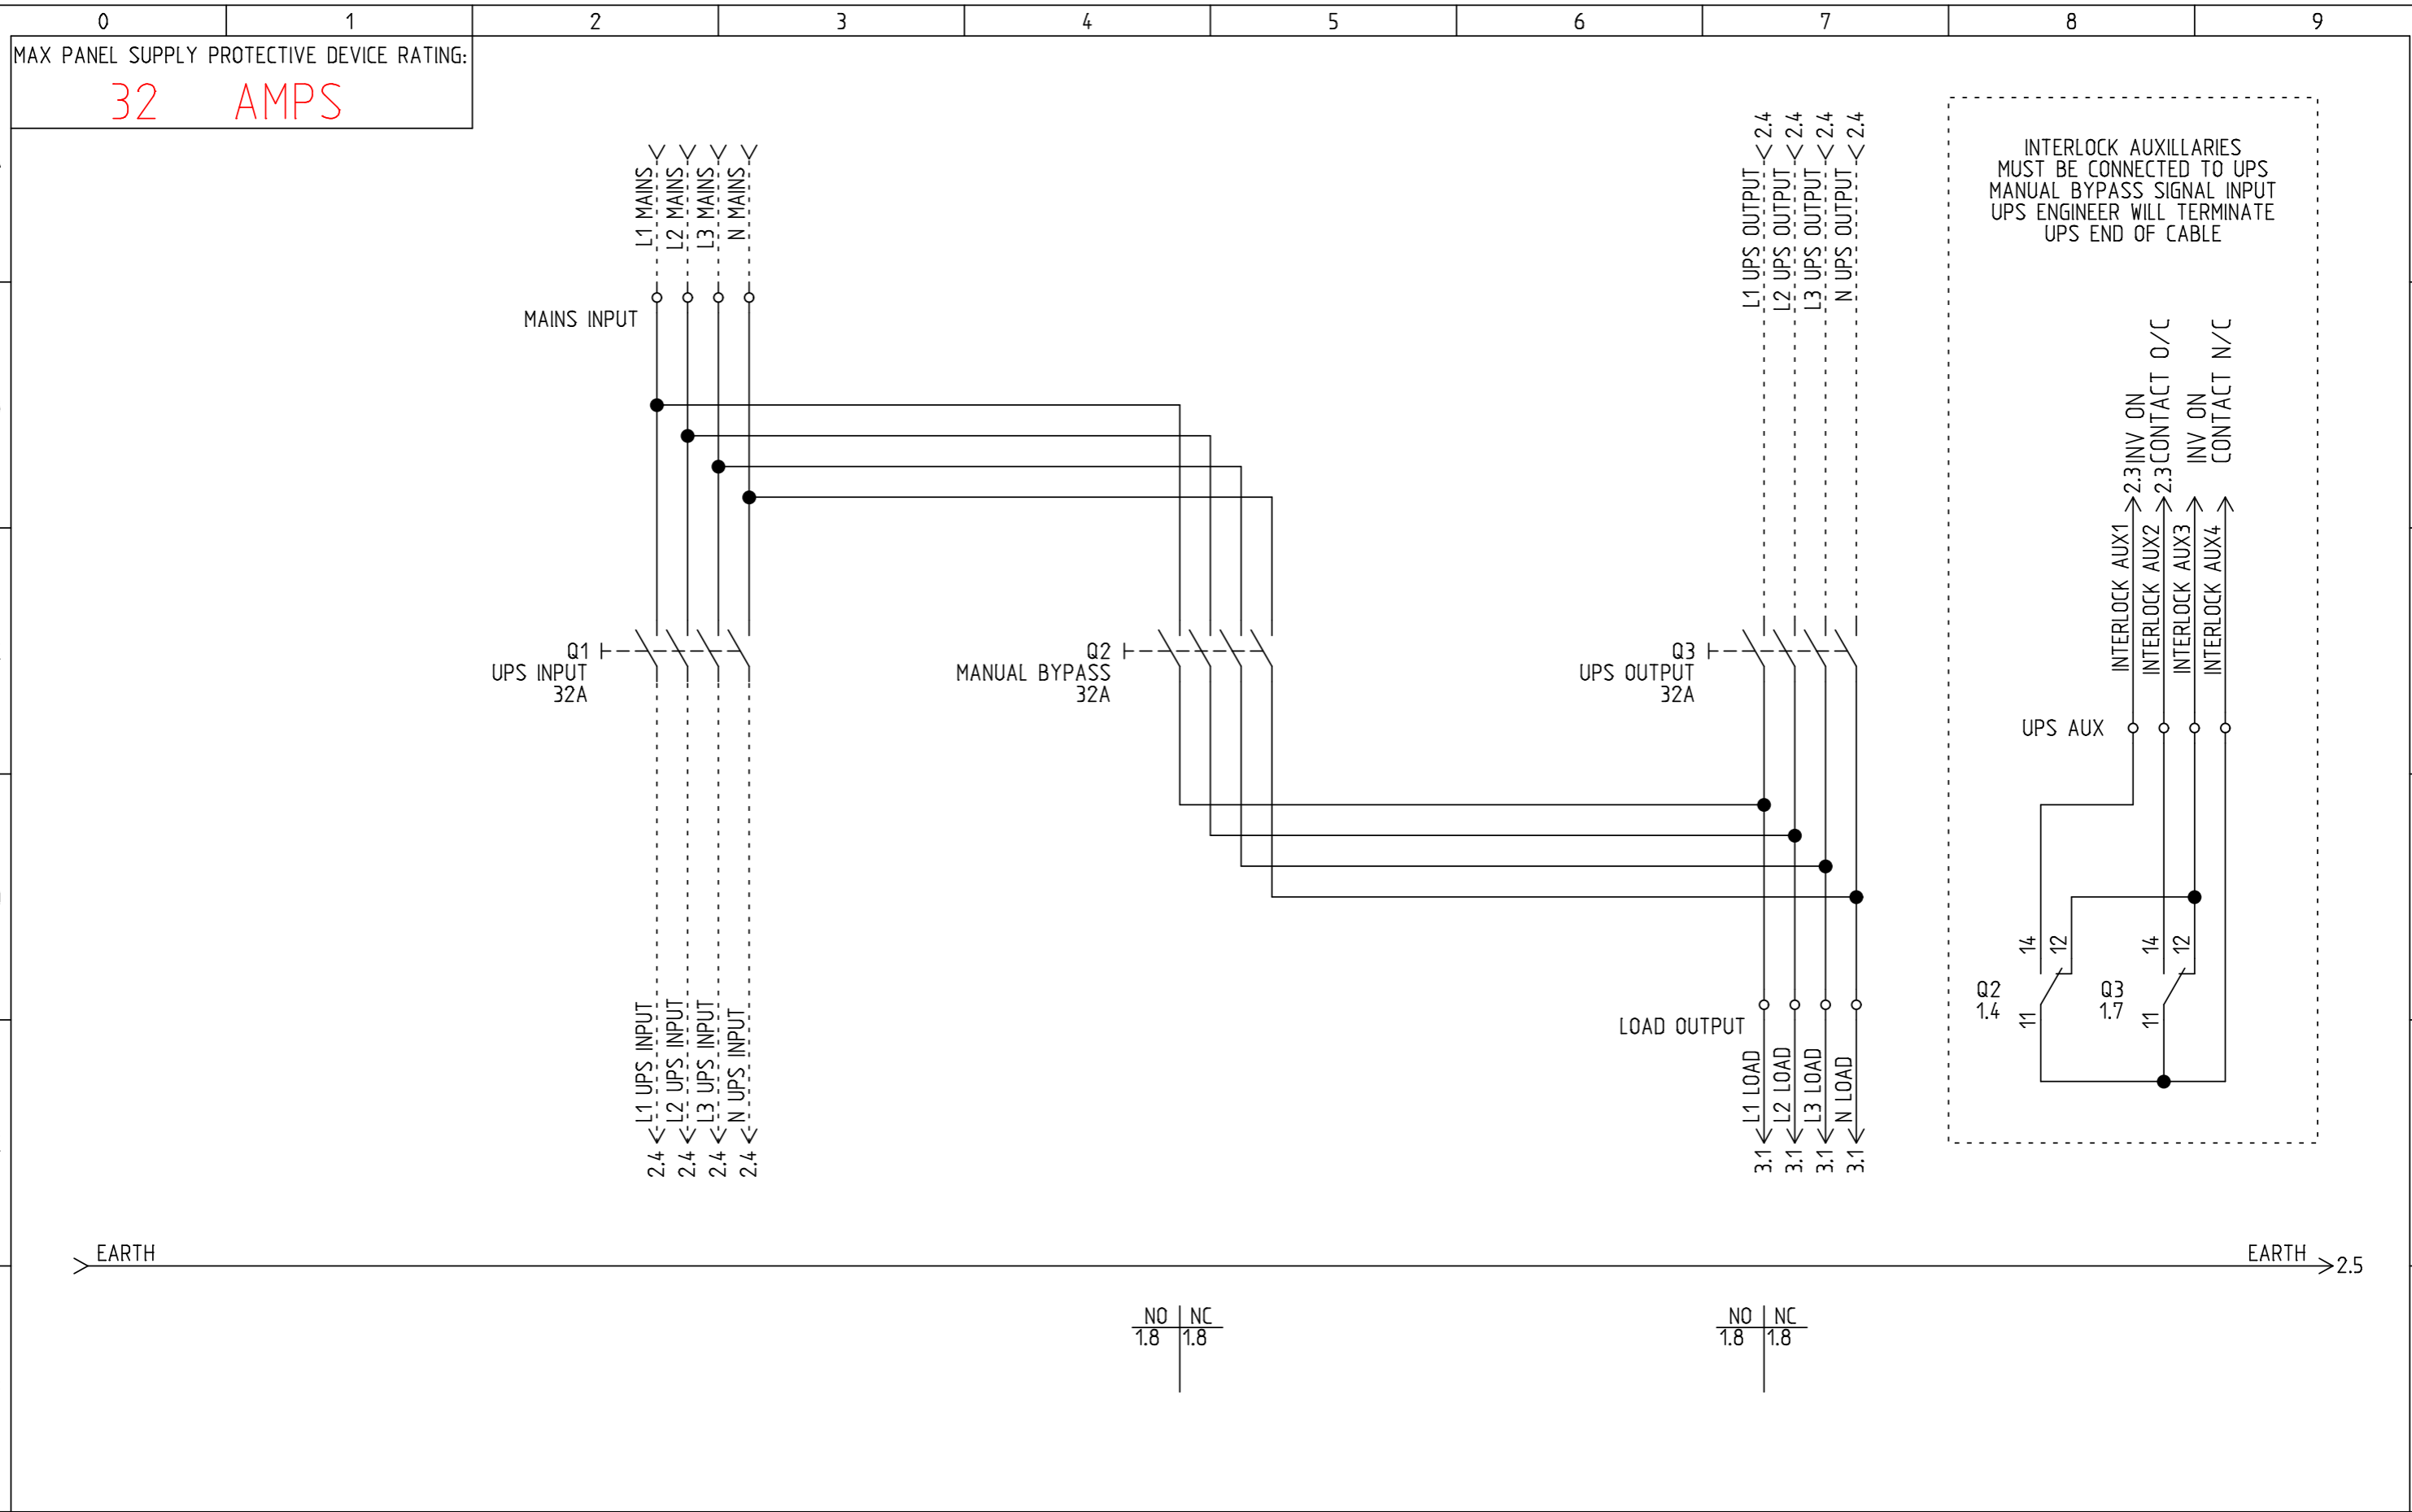 0 1 2 3 4 5 6 7 8 9
MAX PANEL SUPPLY PROTECTIVE DEVICE RATING:
32 AMPS
L1 MAINS
L2 MAINS
L3 MAINS
N MAINS
MAINS INPUT
2.4 2.4 2.4 2.4
L1 UPS OUTPUT
L2 UPS OUTPUT
L3 UPS OUTPUT
N UPS OUTPUT
INTERLOCK AUXILLARIES
MUST BE CONNECTED TO UPS
MANUAL BYPASS SIGNAL INPUT
UPS ENGINEER WILL TERMINATE
UPS END OF CABLE
2.3 INV ON
2.3 CONTACT O/C
INV ON
CONTACT N/C
INTERLOCK AUX1
INTERLOCK AUX2
INTERLOCK AUX3
INTERLOCK AUX4
UPS AUX
Q1
UPS INPUT
32A
Q2
MANUAL BYPASS
32A
Q3
UPS OUTPUT
32A
14 12
Q2
1.4
11
14 12
Q3
1.7
11
L1 UPS INPUT
L2 UPS INPUT
L3 UPS INPUT
N UPS INPUT
2.4 2.4 2.4 2.4
LOAD OUTPUT
L1 LOAD
L2 LOAD
L3 LOAD
N LOAD
3.1 3.1 3.1 3.1
EARTH
EARTH 2.5
NO NC
1.8 1.8
NO NC
1.8 1.8